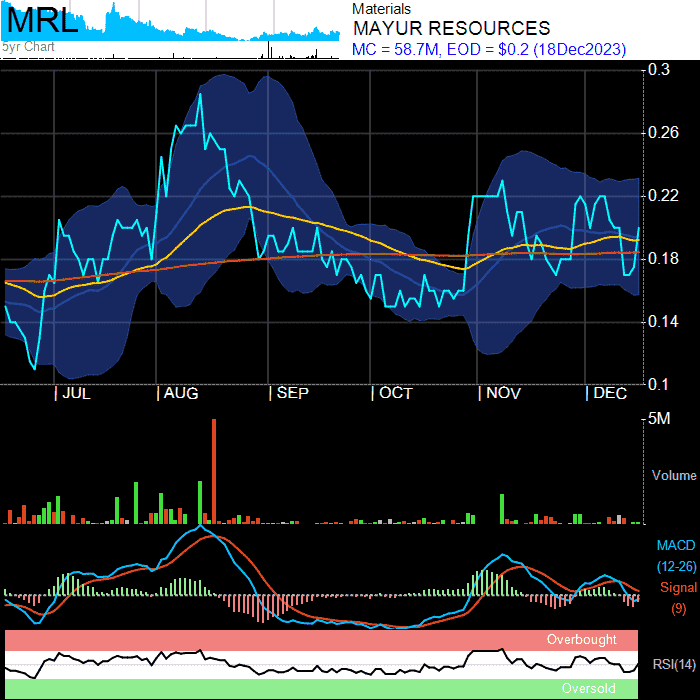 MRL
5yr Chart
Materials
MAYUR RESOURCES
MC = 58.7M, EOD = $0.2 (18Dec2023)
0.3
0.26
0.22
0.18
0.14
0.1
JUL AUG SEP OCT NOV DEC
5M
Volume
MACD
(12-26)
Signal
(9)
Overbought
RSI(14)
Oversold